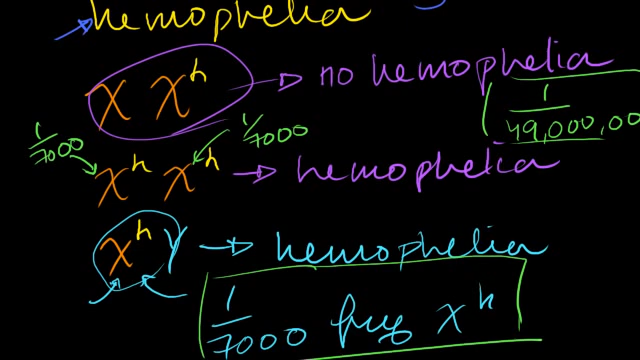 hemophelia
X X^h → no hemophelia
1/7000 1/7000 1/49,000,00
X^h X^h → hemophelia
X^h Y → hemophelia
1/7000 freq X^h